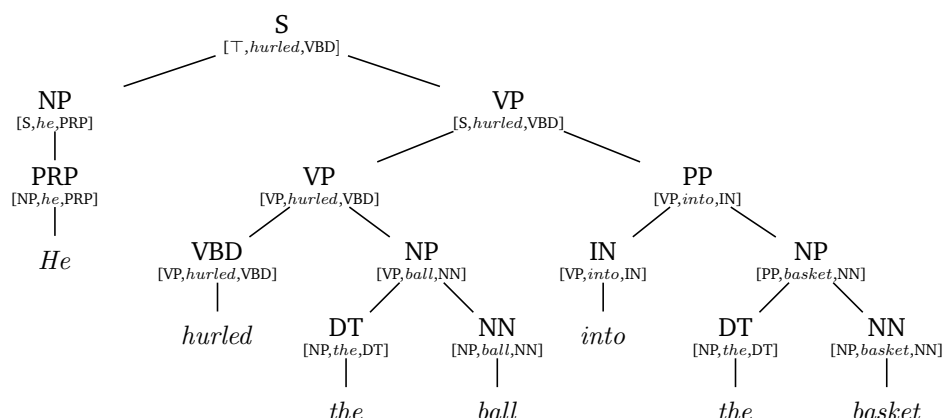 S
[⊤,hurled,VBD]
NP VP
[S,he,PRP] [S,hurled,VBD]
PRP VP PP
[NP,he,PRP] [VP,hurled,VBD] [VP,into,IN]
He VBD NP IN NP
[VP,hurled,VBD] [VP,ball,NN] [VP,into,IN] [PP,basket,NN]
hurled DT NN into DT NN
[NP,the,DT] [NP,ball,NN] [NP,the,DT] [NP,basket,NN]
the ball the basket